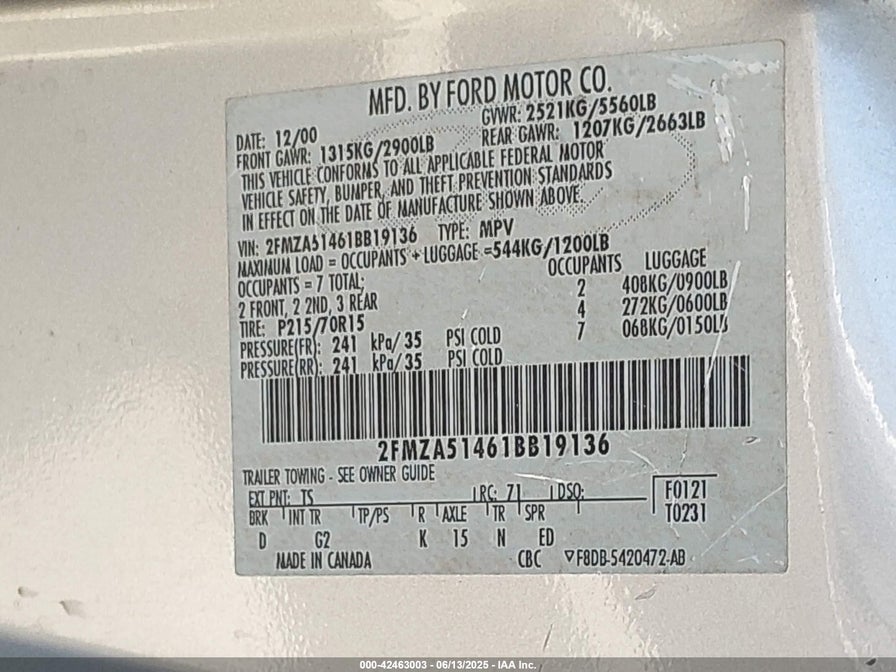 MFD. BY FORD MOTOR CO.
DATE: 12/00 GVWR: 2521KG/5560LB
FRONT GAWR: 1315KG/2900LB REAR GAWR: 1207KG/2663LB
THIS VEHICLE CONFORMS TO ALL APPLICABLE FEDERAL MOTOR
VEHICLE SAFETY, BUMPER, AND THEFT PREVENTION STANDARDS
IN EFFECT ON THE DATE OF MANUFACTURE SHOWN ABOVE.
VIN: 2FMZA51461BB19136 TYPE: MPV
MAXIMUM LOAD = OCCUPANTS + LUGGAGE =544KG/1200LB
OCCUPANTS = 7 TOTAL; OCCUPANTS LUGGAGE
2 FRONT, 2 2ND, 3 REAR 2 408KG/0900LB
TIRE: P215/70R15 4 272KG/0600LB
PRESSURE(FR): 241 kPa/35 PSI COLD 7 068KG/0150LB
PRESSURE(RR): 241 kPa/35 PSI COLD
2FMZA51461BB19136
TRAILER TOWING - SEE OWNER GUIDE
EXT PNT: TS RC: 71 DSO: F0121
BRK INT TR TP/PS R AXLE TR SPR T0231
D G2 K 15 N ED
MADE IN CANADA CBC F8DB-5420472-AB
000-42463003 - 06/13/2025 - IAA Inc.